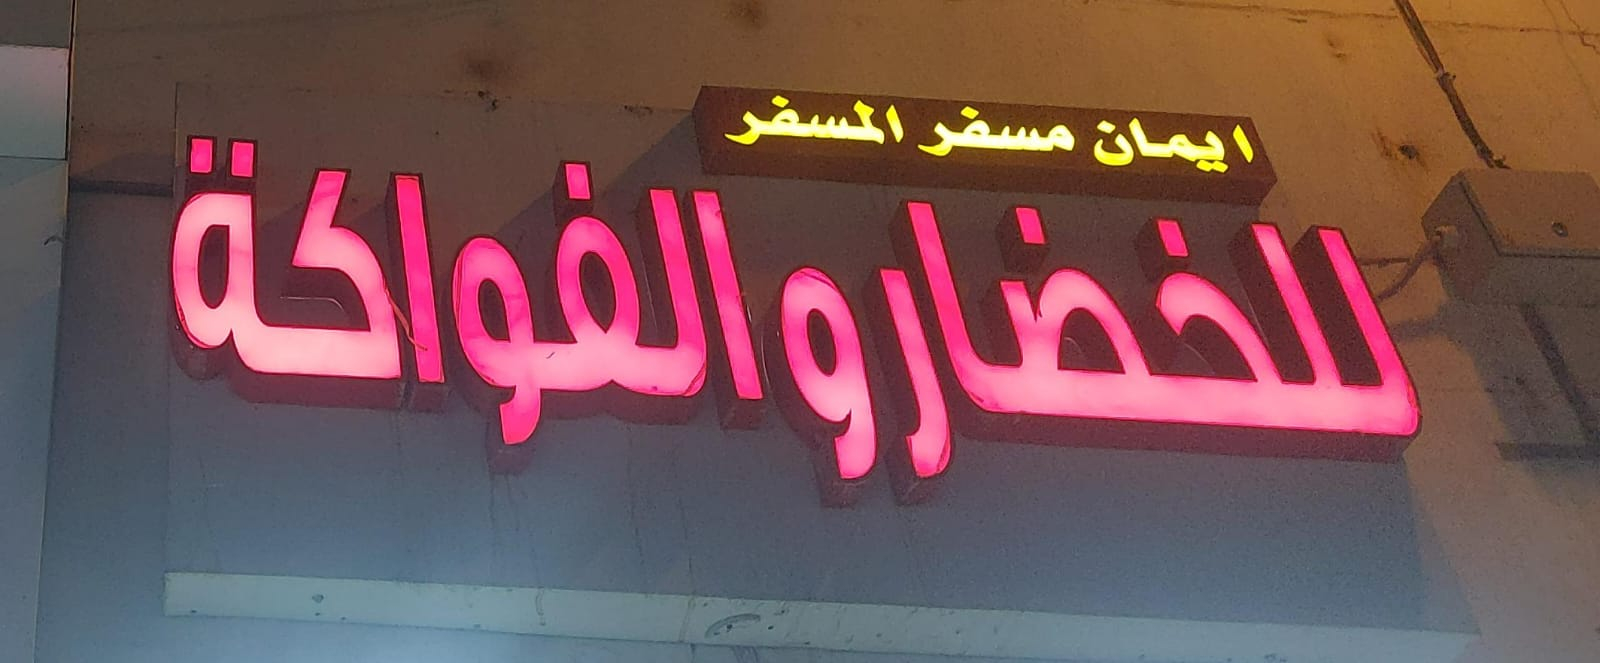 ايمان مسفر المسفر
للخضار والفواكة